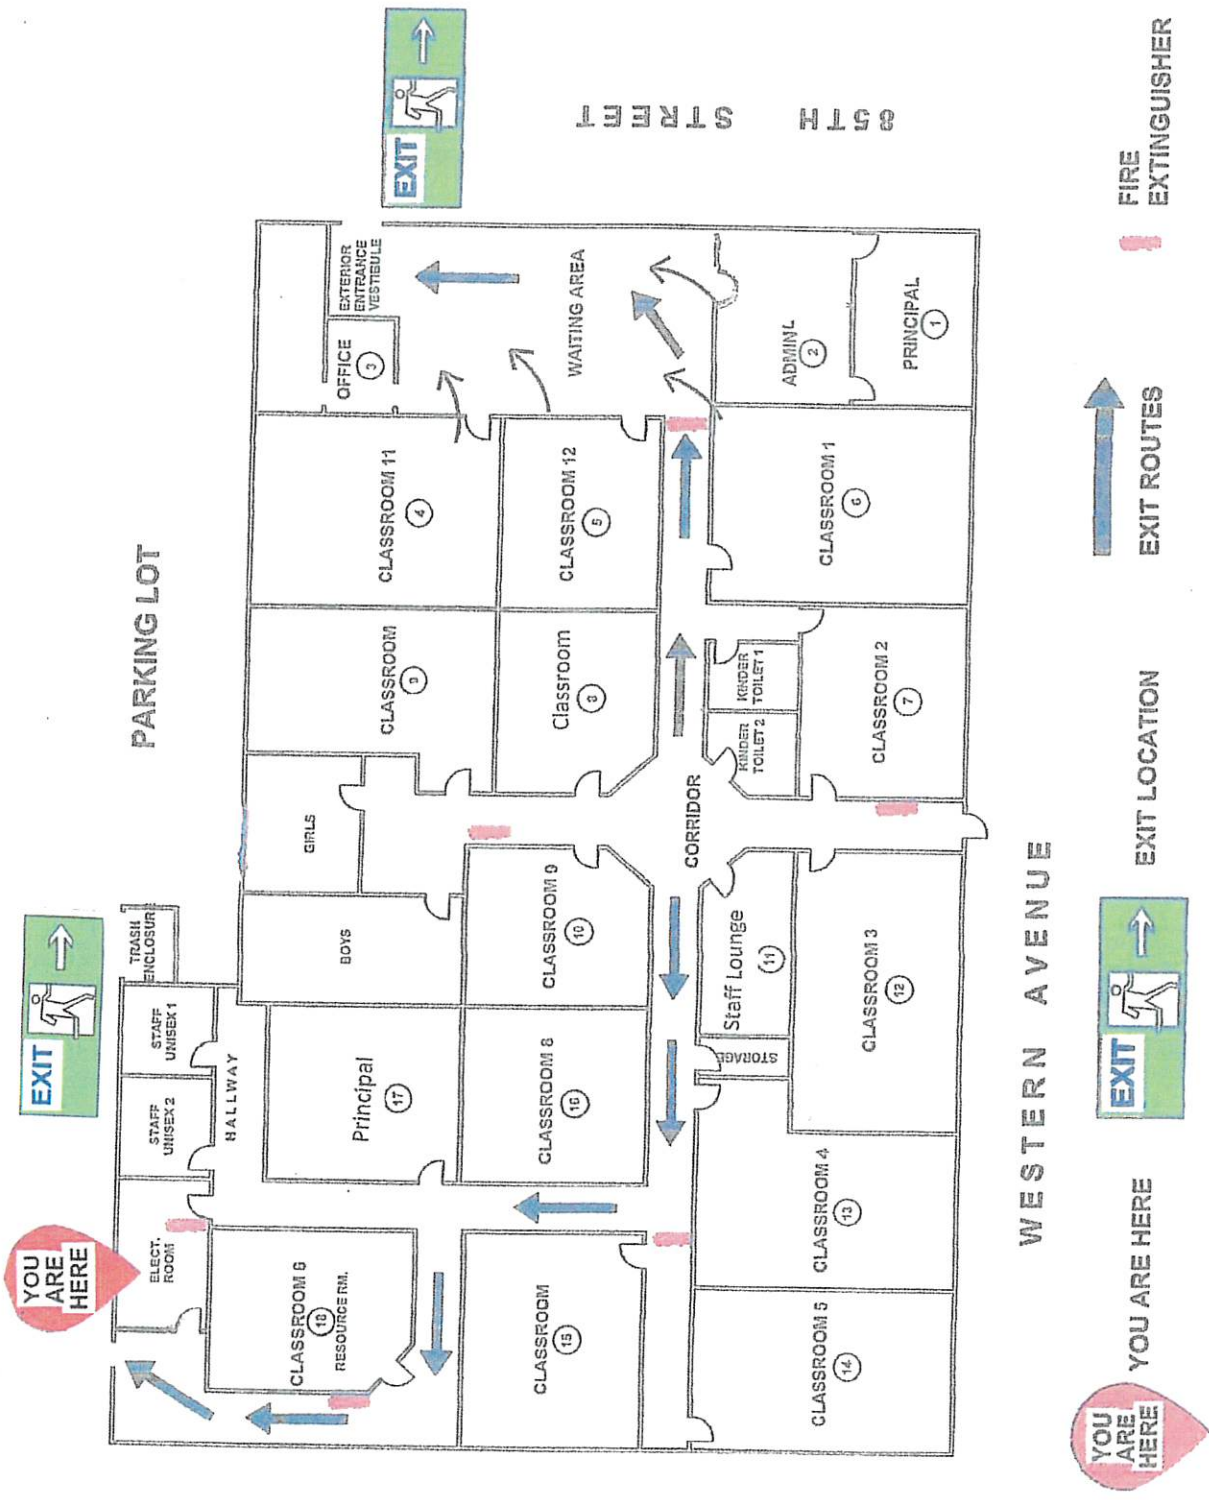 YOU
ARE
HERE
EXIT
PARKING LOT
EXIT
ELECT.
ROOM
STAFF
UNISEX 2
STAFF
UNISEX 1
TRASH
ENCLOSURE
HALLWAY
CLASSROOM 6
18
RESOURCE RM.
Principal
17
BOYS
GIRLS
CLASSROOM
9
CLASSROOM 11
4
OFFICE
3
EXTERIOR
ENTRANCE
VESTIBULE
CLASSROOM
15
CLASSROOM 8
16
CLASSROOM 9
10
Classroom
8
CLASSROOM 12
5
WAITING AREA
85TH STREET
CORRIDOR
STORAGE
Staff Lounge
11
KINDER
TOILET 2
KINDER
TOILET 1
ADMINI.
2
CLASSROOM 5
14
CLASSROOM 4
13
CLASSROOM 3
12
CLASSROOM 2
7
CLASSROOM 1
6
PRINCIPAL
1
WESTERN AVENUE
YOU
ARE
HERE
YOU ARE HERE
EXIT
EXIT LOCATION
EXIT ROUTES
FIRE
EXTINGUISHER